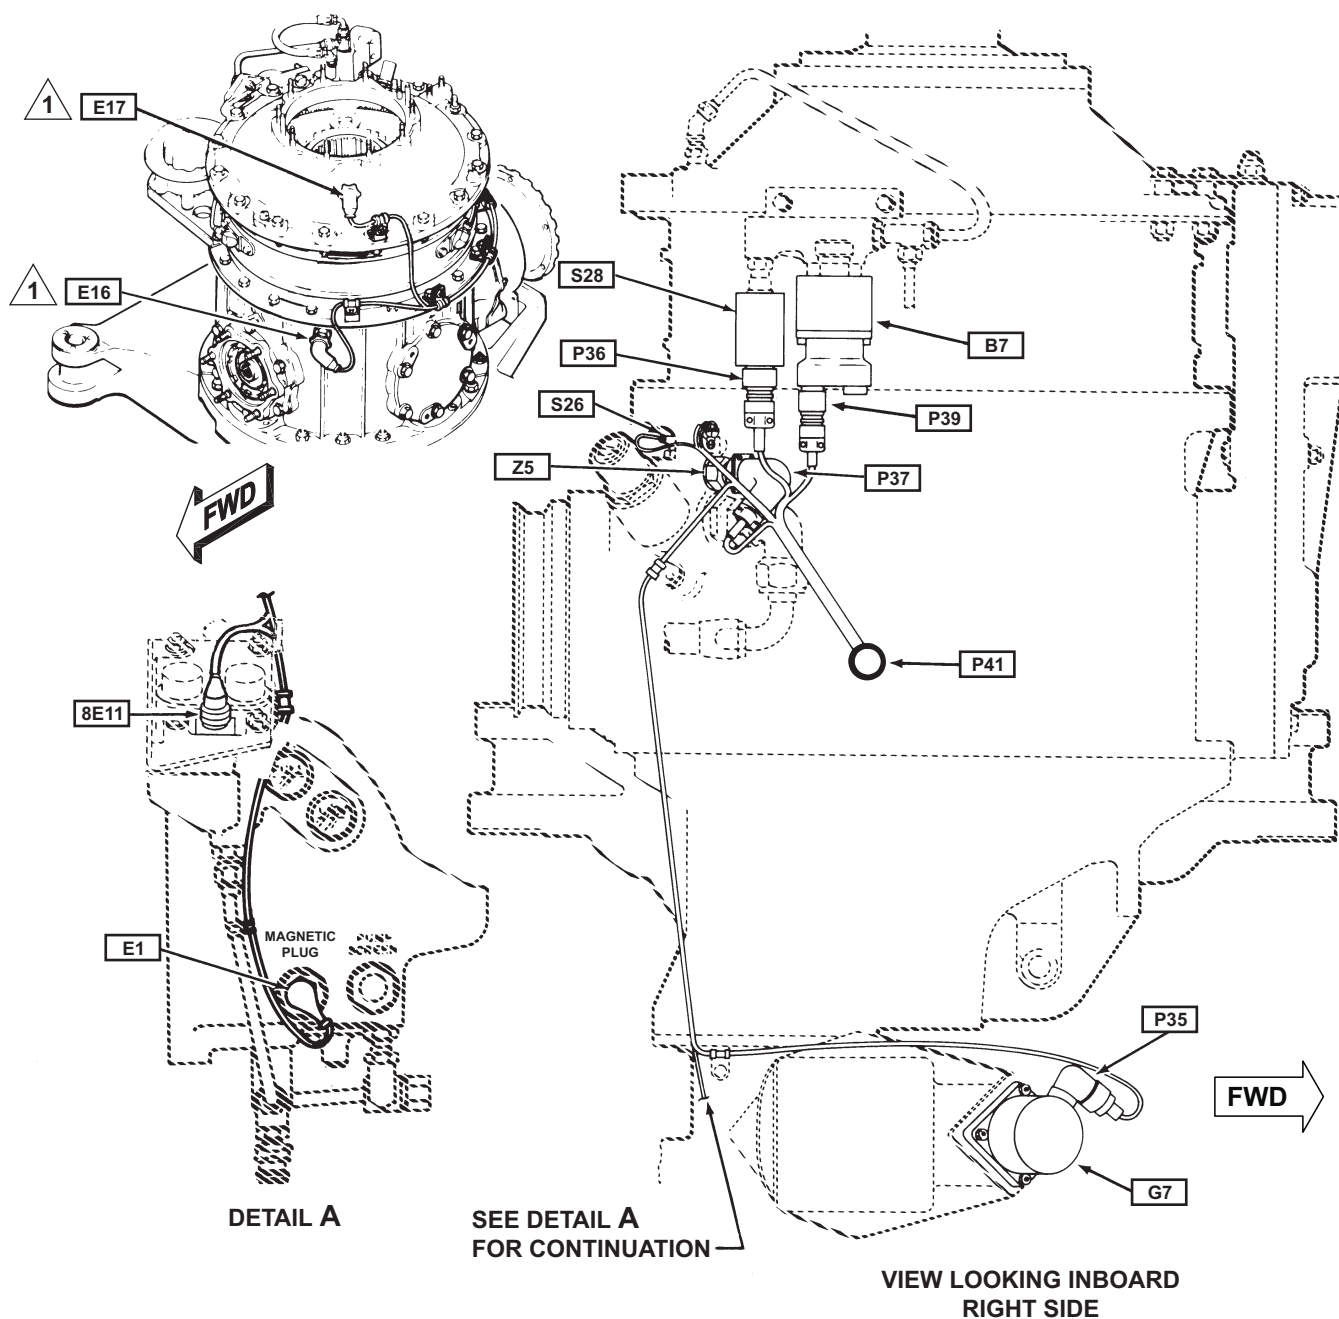 1
E17
1
E16
FWD
S28
B7
P36
S26
P39
Z5
P37
P41
8E11
MAGNETIC
PLUG
E1
P35
FWD
G7
DETAIL A
SEE DETAIL A
FOR CONTINUATION
VIEW LOOKING INBOARD
RIGHT SIDE